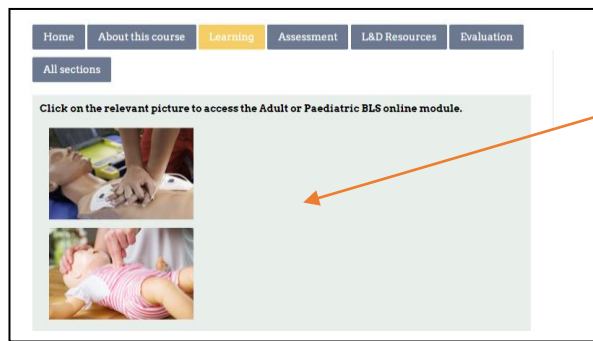 Home About this course Learning Assessment L&D Resources Evaluation
All sections
Click on the relevant picture to access the Adult or Paediatric BLS online module.